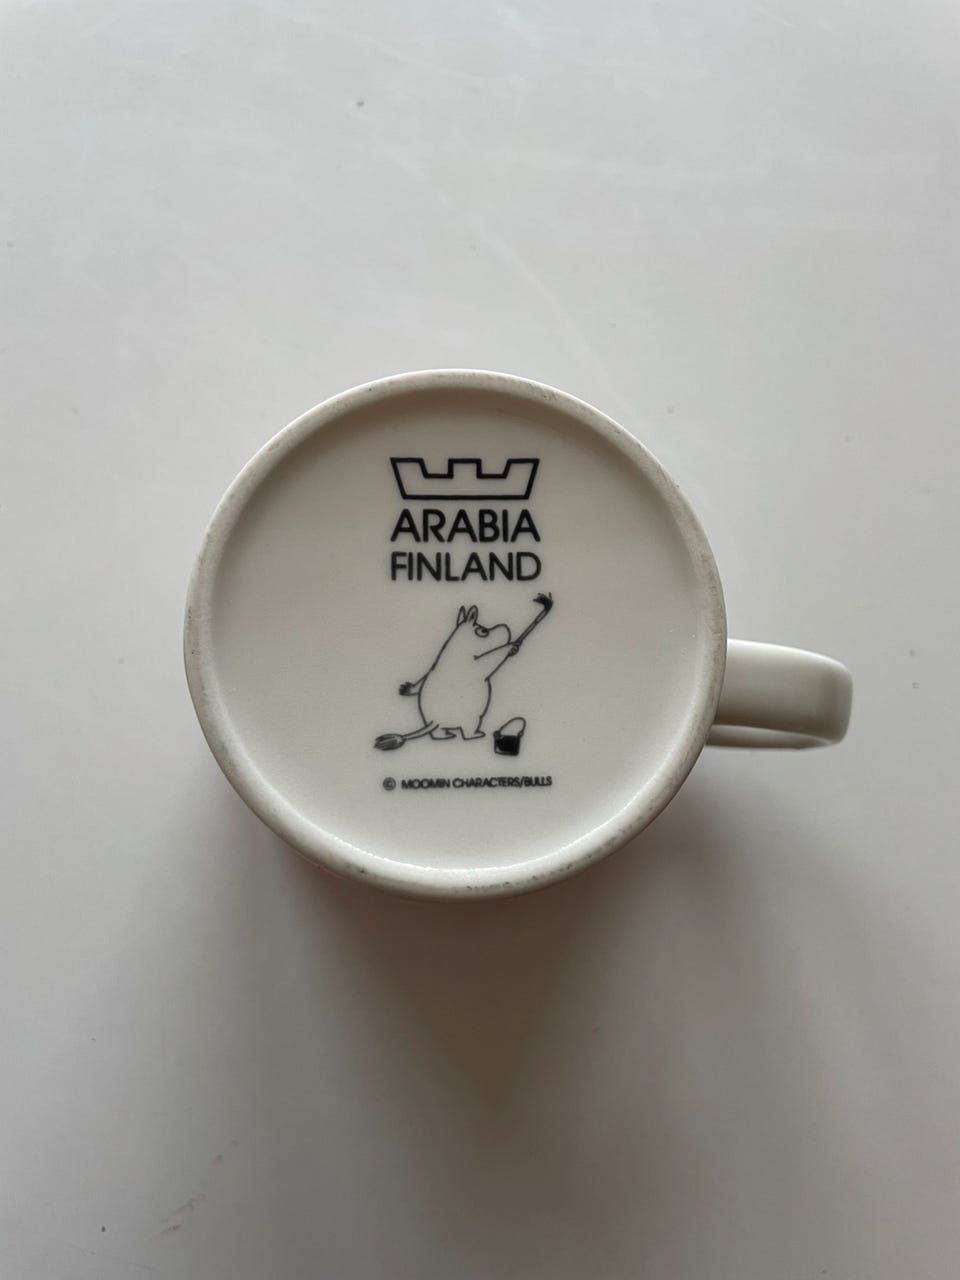 ARABIA
FINLAND
© MOOMIN CHARACTERS/BULLS